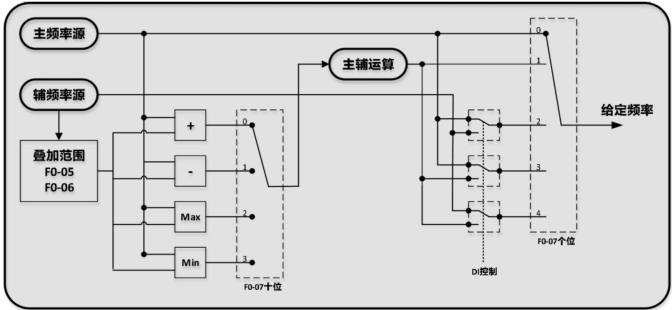 主频率源
辅频率源
叠加范围
F0-05
F0-06
+
-
Max
Min
0
1
2
3
F0-07十位
主辅运算
0
1
2
3
4
F0-07个位
DI控制
给定频率